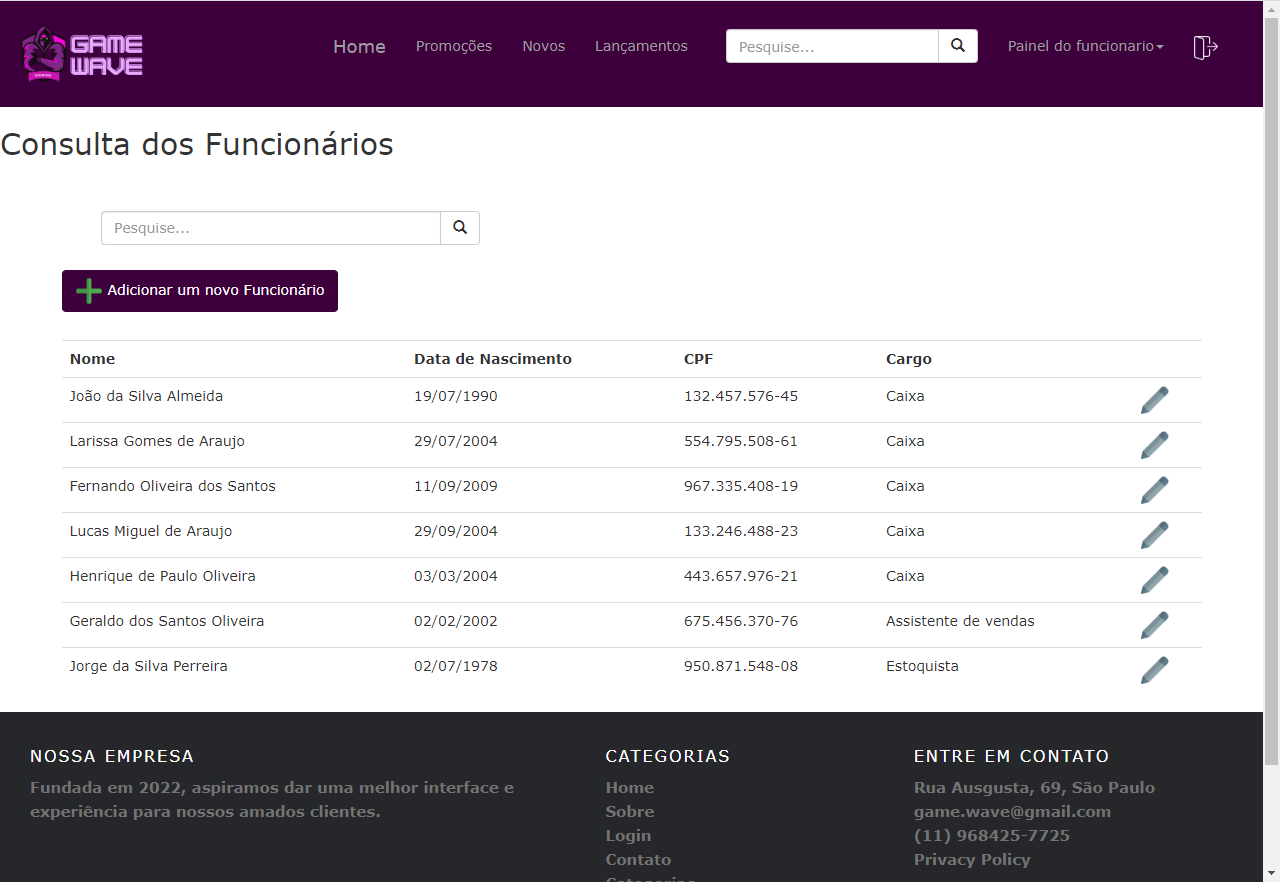 GAME WAVE
Home Promoções Novos Lançamentos Pesquise... Painel do funcionario
Consulta dos Funcionários
Pesquise...
Adicionar um novo Funcionário
Nome Data de Nascimento CPF Cargo
João da Silva Almeida 19/07/1990 132.457.576-45 Caixa
Larissa Gomes de Araujo 29/07/2004 554.795.508-61 Caixa
Fernando Oliveira dos Santos 11/09/2009 967.335.408-19 Caixa
Lucas Miguel de Araujo 29/09/2004 133.246.488-23 Caixa
Henrique de Paulo Oliveira 03/03/2004 443.657.976-21 Caixa
Geraldo dos Santos Oliveira 02/02/2002 675.456.370-76 Assistente de vendas
Jorge da Silva Perreira 02/07/1978 950.871.548-08 Estoquista
NOSSA EMPRESA
Fundada em 2022, aspiramos dar uma melhor interface e
experiência para nossos amados clientes.
CATEGORIAS
Home
Sobre
Login
Contato
Categorias
ENTRE EM CONTATO
Rua Ausgusta, 69, São Paulo
game.wave@gmail.com
(11) 968425-7725
Privacy Policy